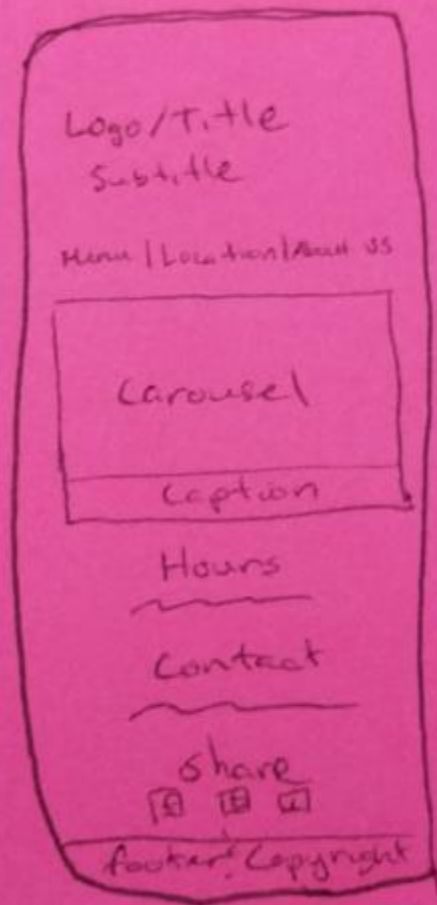 Logo/Title
Subtitle
Menu | Location | About US
Carousel
Caption
Hours
Contact
Share
footer: Copyright